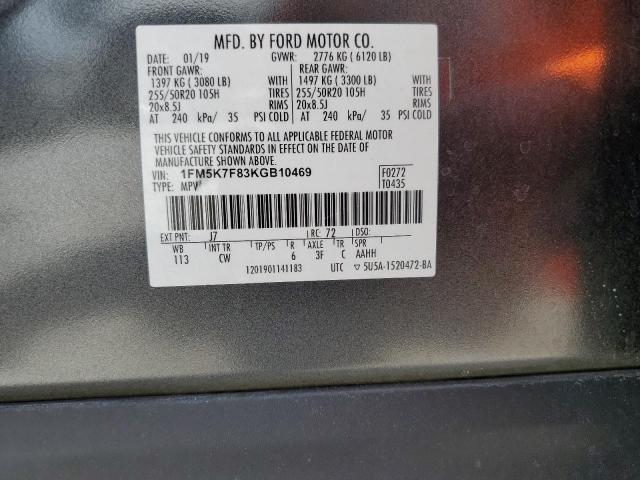 MFD. BY FORD MOTOR CO.
DATE: 01/19 GVWR: 2776 KG ( 6120 LB)
FRONT GAWR: REAR GAWR:
1397 KG ( 3080 LB) WITH 1497 KG ( 3300 LB) WITH
255/50R20 105H TIRES 255/50R20 105H TIRES
20x8.5J RIMS 20x8.5J RIMS
AT 240 kPa/ 35 PSI COLD AT 240 kPa/ 35 PSI COLD
THIS VEHICLE CONFORMS TO ALL APPLICABLE FEDERAL MOTOR
VEHICLE SAFETY STANDARDS IN EFFECT ON THE DATE OF
MANUFACTURE SHOWN ABOVE.
VIN: 1FM5K7F83KGB10469 F0272
TYPE: MPV T0435
EXT PNT: J7 RC: 72 DSO:
WB INT TR TP/PS R AXLE TR SPR
113 CW 6 3F C AAHH
1201901141183 UTC ▽ 5U5A-1520472-BA